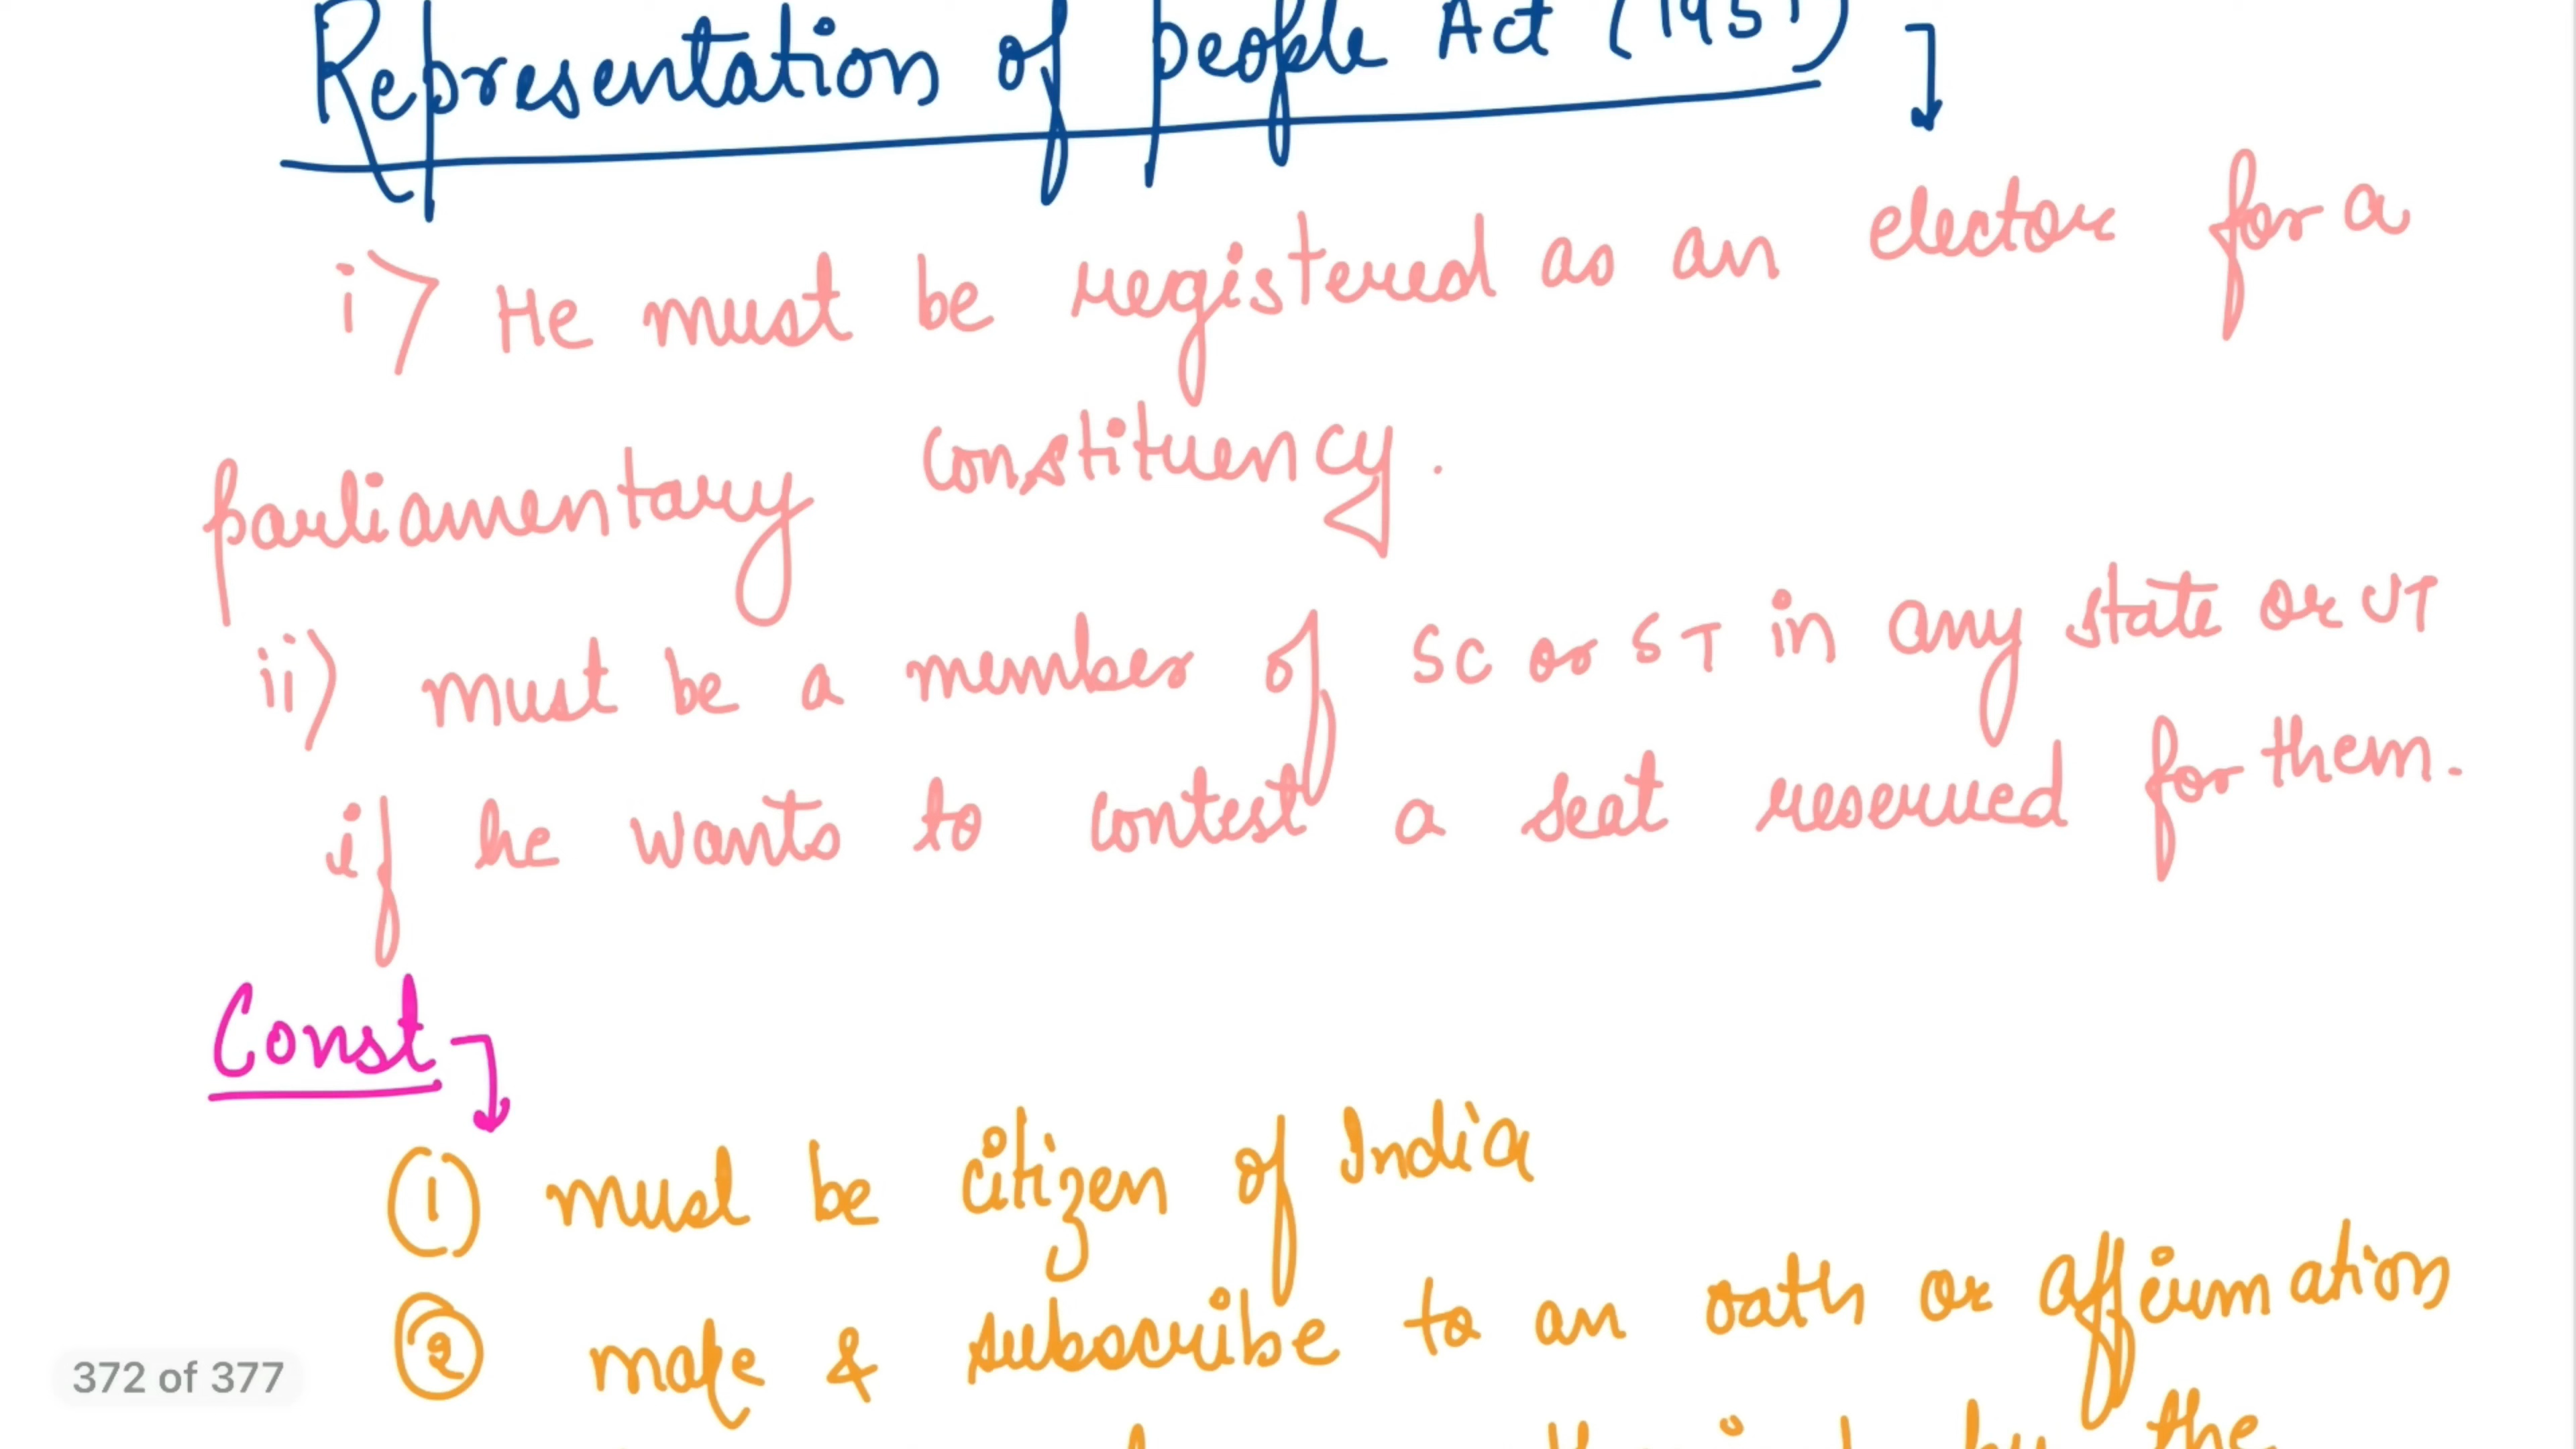 Representation of people Act (1951)
i) He must be registered as an elector for a
parliamentary constituency.
ii) must be a member of SC or ST in any state or UT
if he wants to contest a seat reserved for them.
Const
① must be citizen of India
② make & subscribe to an oath or affirmation
by the
372 of 377